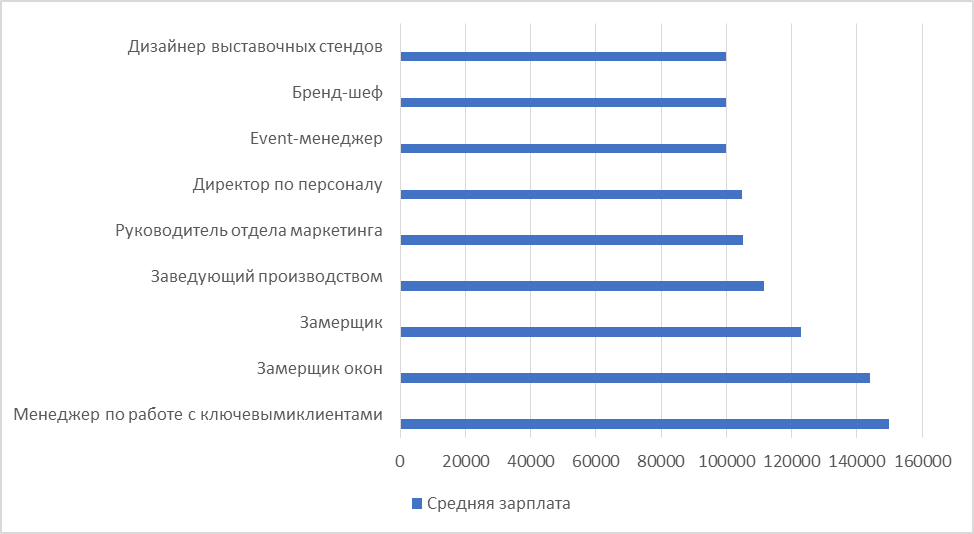 Дизайнер выставочных стендов
Бренд-шеф
Event-менеджер
Директор по персоналу
Руководитель отдела маркетинга
Заведующий производством
Замерщик
Замерщик окон
Менеджер по работе с ключевымиклиентами
0 20000 40000 60000 80000 100000 120000 140000 160000
Средняя зарплата